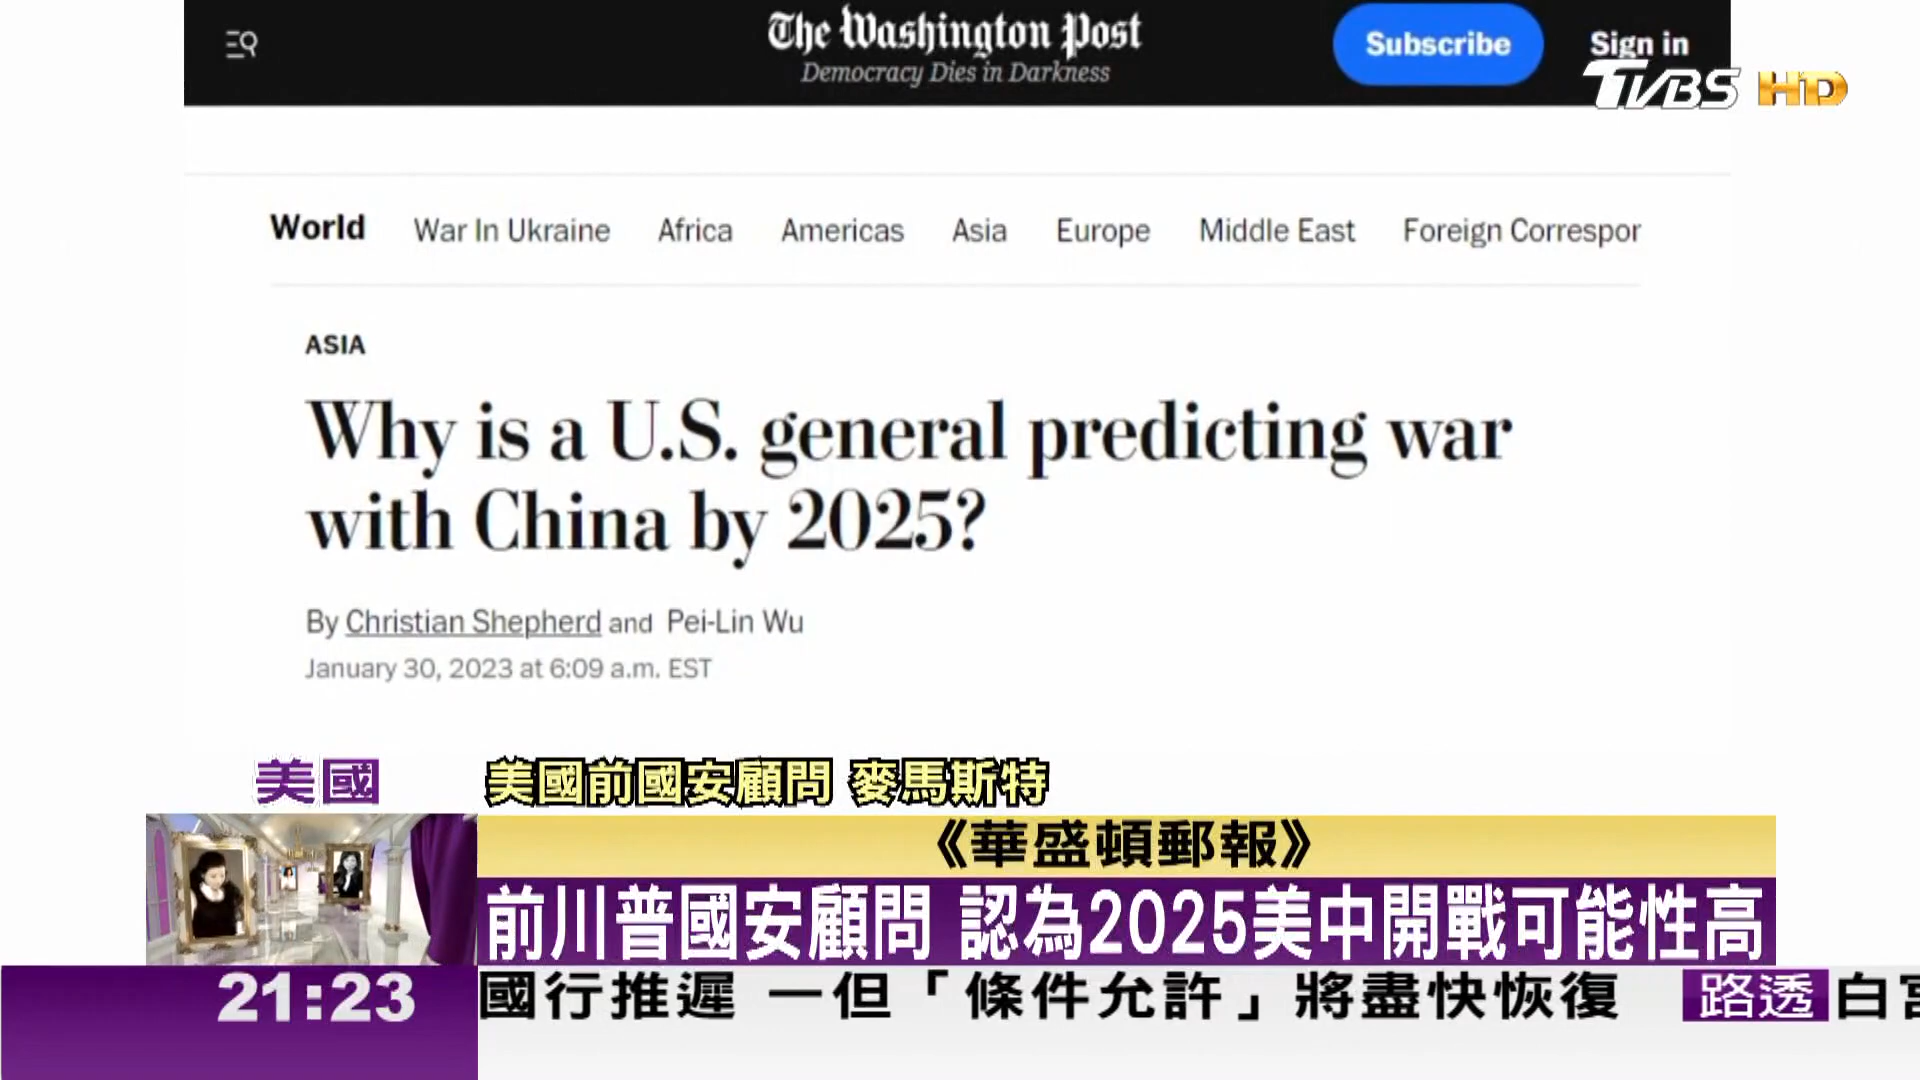 The Washington Post
Democracy Dies in Darkness
Subscribe
Sign in
TVBS HD
World War In Ukraine Africa Americas Asia Europe Middle East Foreign Correspor
ASIA
Why is a U.S. general predicting war
with China by 2025?
By Christian Shepherd and Pei-Lin Wu
January 30, 2023 at 6:09 a.m. EST
美國
美國前國安顧問 麥馬斯特
《華盛頓郵報》
前川普國安顧問 認為2025美中開戰可能性高
21:23
國行推遲 一但「條件允許」將盡快恢復 路透 白宮